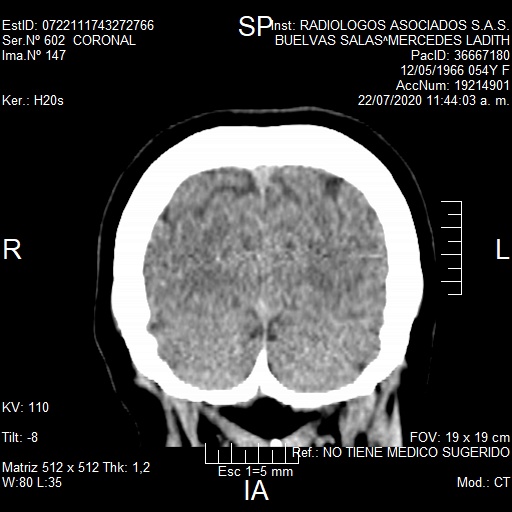 EstID: 0722111743272766
Ser.Nº 602 CORONAL
Ima.Nº 147
Ker.: H20s
SP
Inst: RADIOLOGOS ASOCIADOS S.A.S.
BUELVAS SALAS^MERCEDES LADITH
PacID: 36667180
12/05/1966 054Y F
AccNum: 19214901
22/07/2020 11:44:03 a. m.
R
L
KV: 110
Tilt: -8
Matriz 512 x 512 Thk: 1,2
W:80 L:35
Esc 1=5 mm
IA
FOV: 19 x 19 cm
Ref.: NO TIENE MEDICO SUGERIDO
Mod.: CT